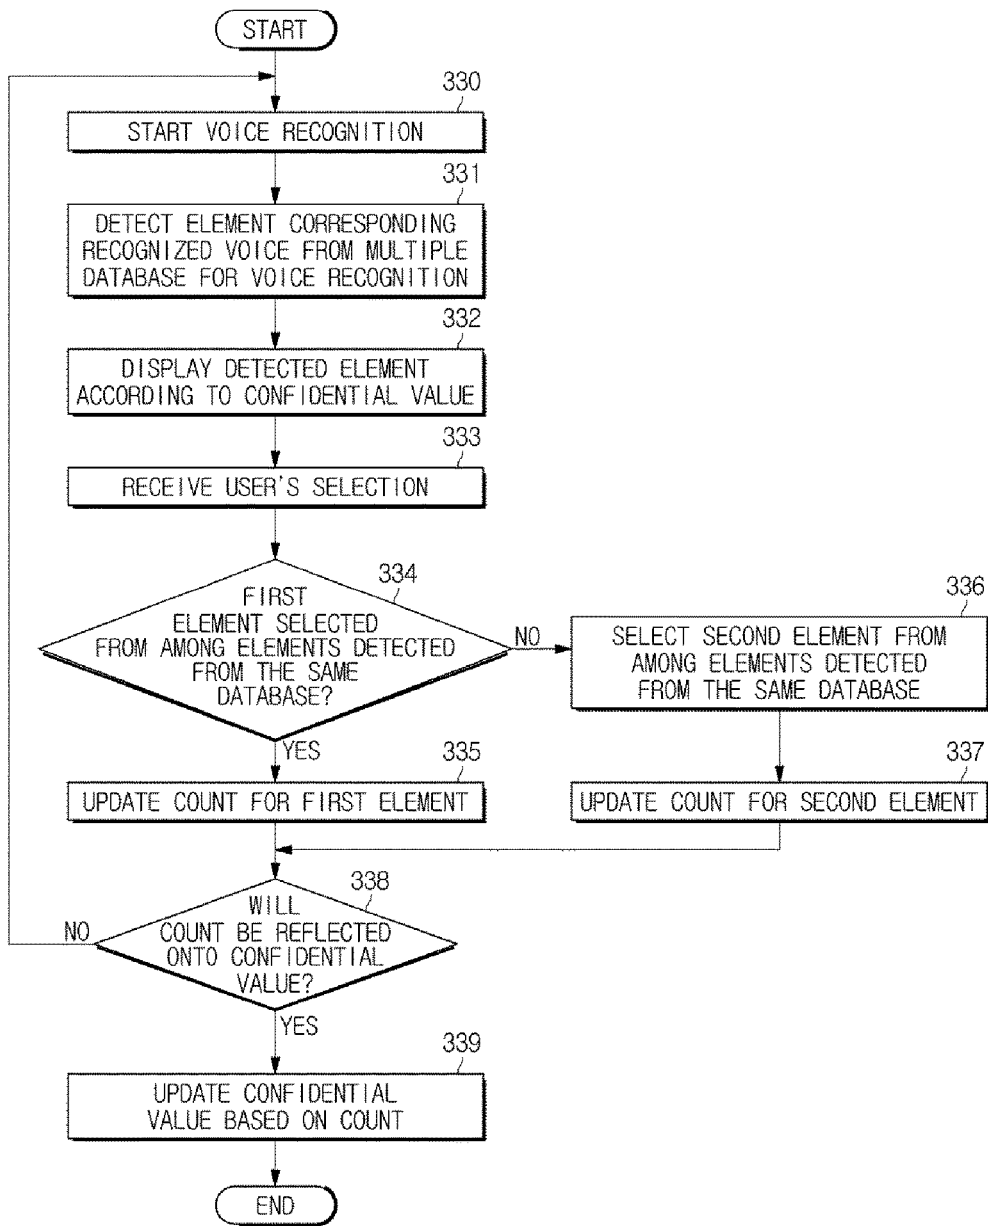 START
330
START VOICE RECOGNITION
331
DETECT ELEMENT CORRESPONDING
RECOGNIZED VOICE FROM MULTIPLE
DATABASE FOR VOICE RECOGNITION
332
DISPLAY DETECTED ELEMENT
ACCORDING TO CONFIDENTIAL VALUE
333
RECEIVE USER'S SELECTION
334
FIRST
ELEMENT SELECTED
FROM AMONG ELEMENTS DETECTED
FROM THE SAME
DATABASE?
NO
336
SELECT SECOND ELEMENT FROM
AMONG ELEMENTS DETECTED
FROM THE SAME DATABASE
YES
335
UPDATE COUNT FOR FIRST ELEMENT
337
UPDATE COUNT FOR SECOND ELEMENT
338
WILL
COUNT BE REFLECTED
ONTO CONFIDENTIAL
VALUE?
NO
YES
339
UPDATE CONFIDENTIAL
VALUE BASED ON COUNT
END